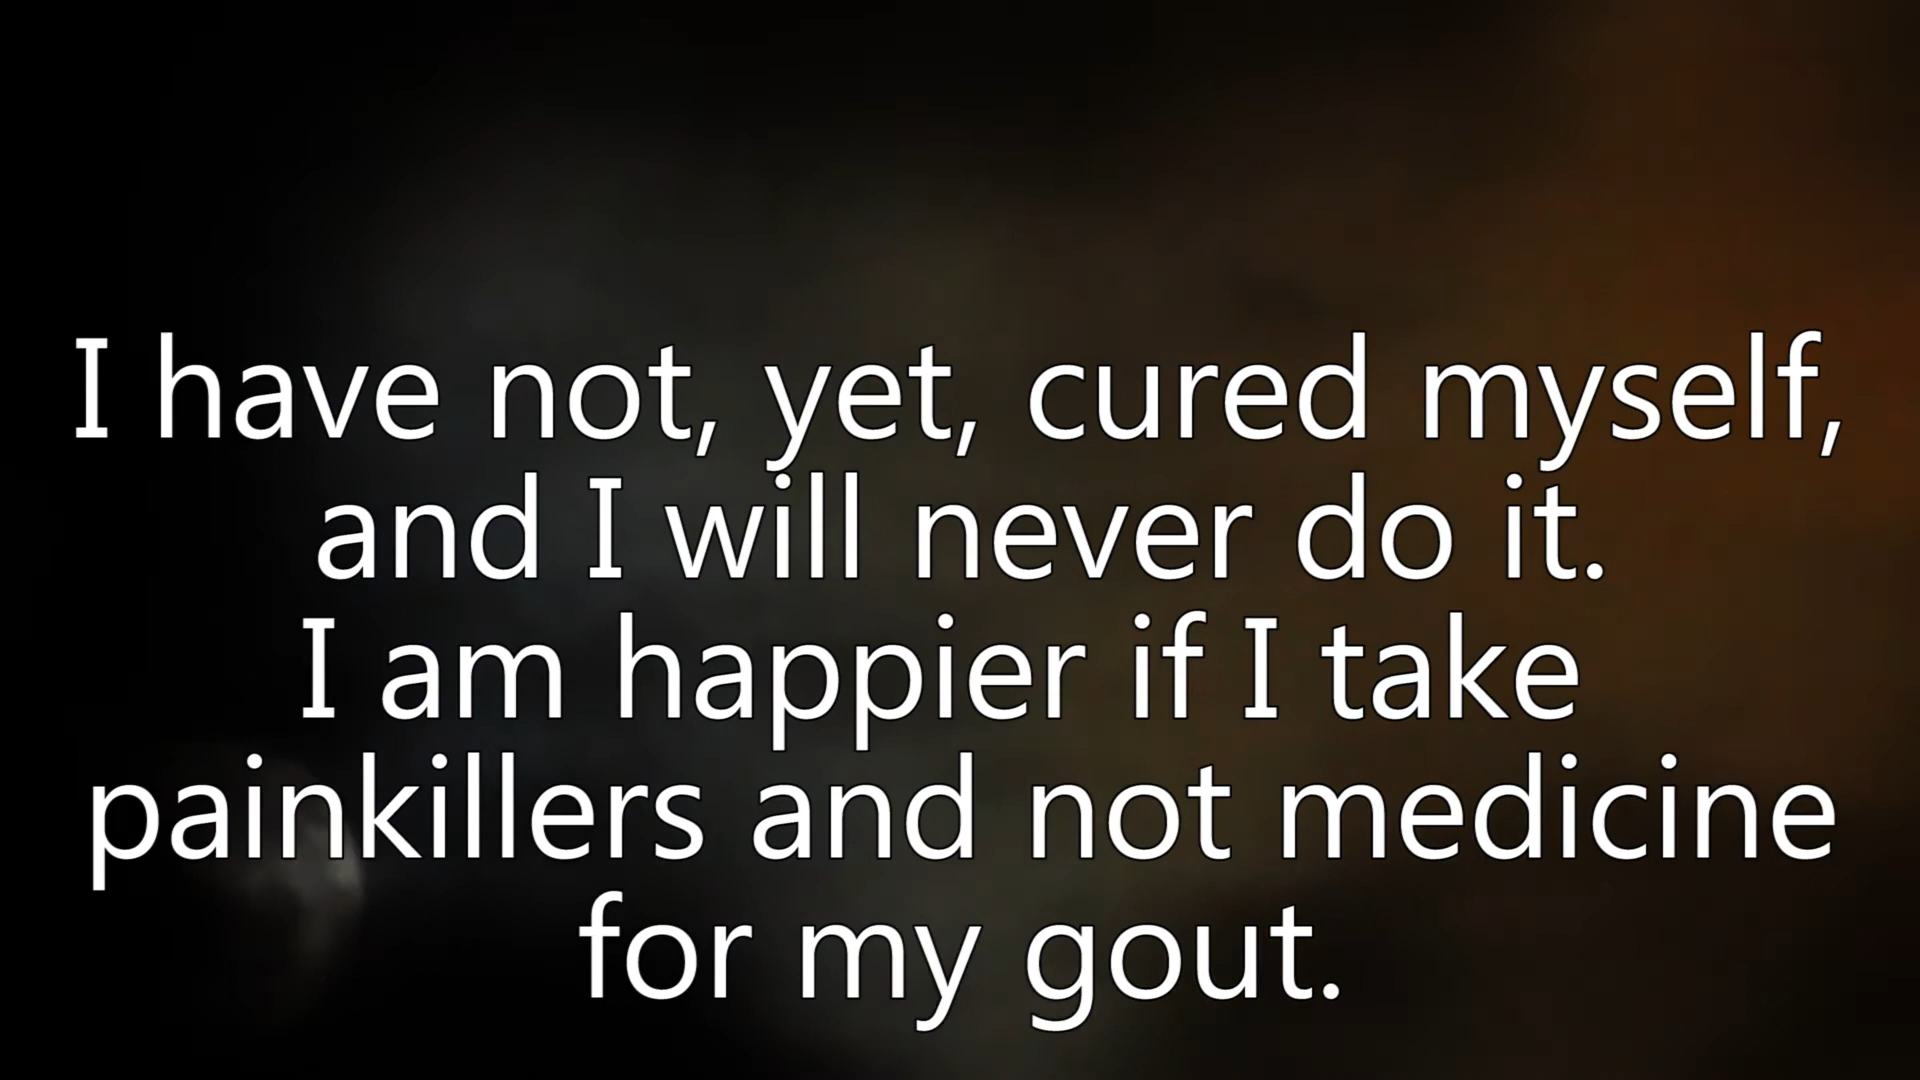 I have not, yet, cured myself,
and I will never do it.
I am happier if I take
painkillers and not medicine
for my gout.